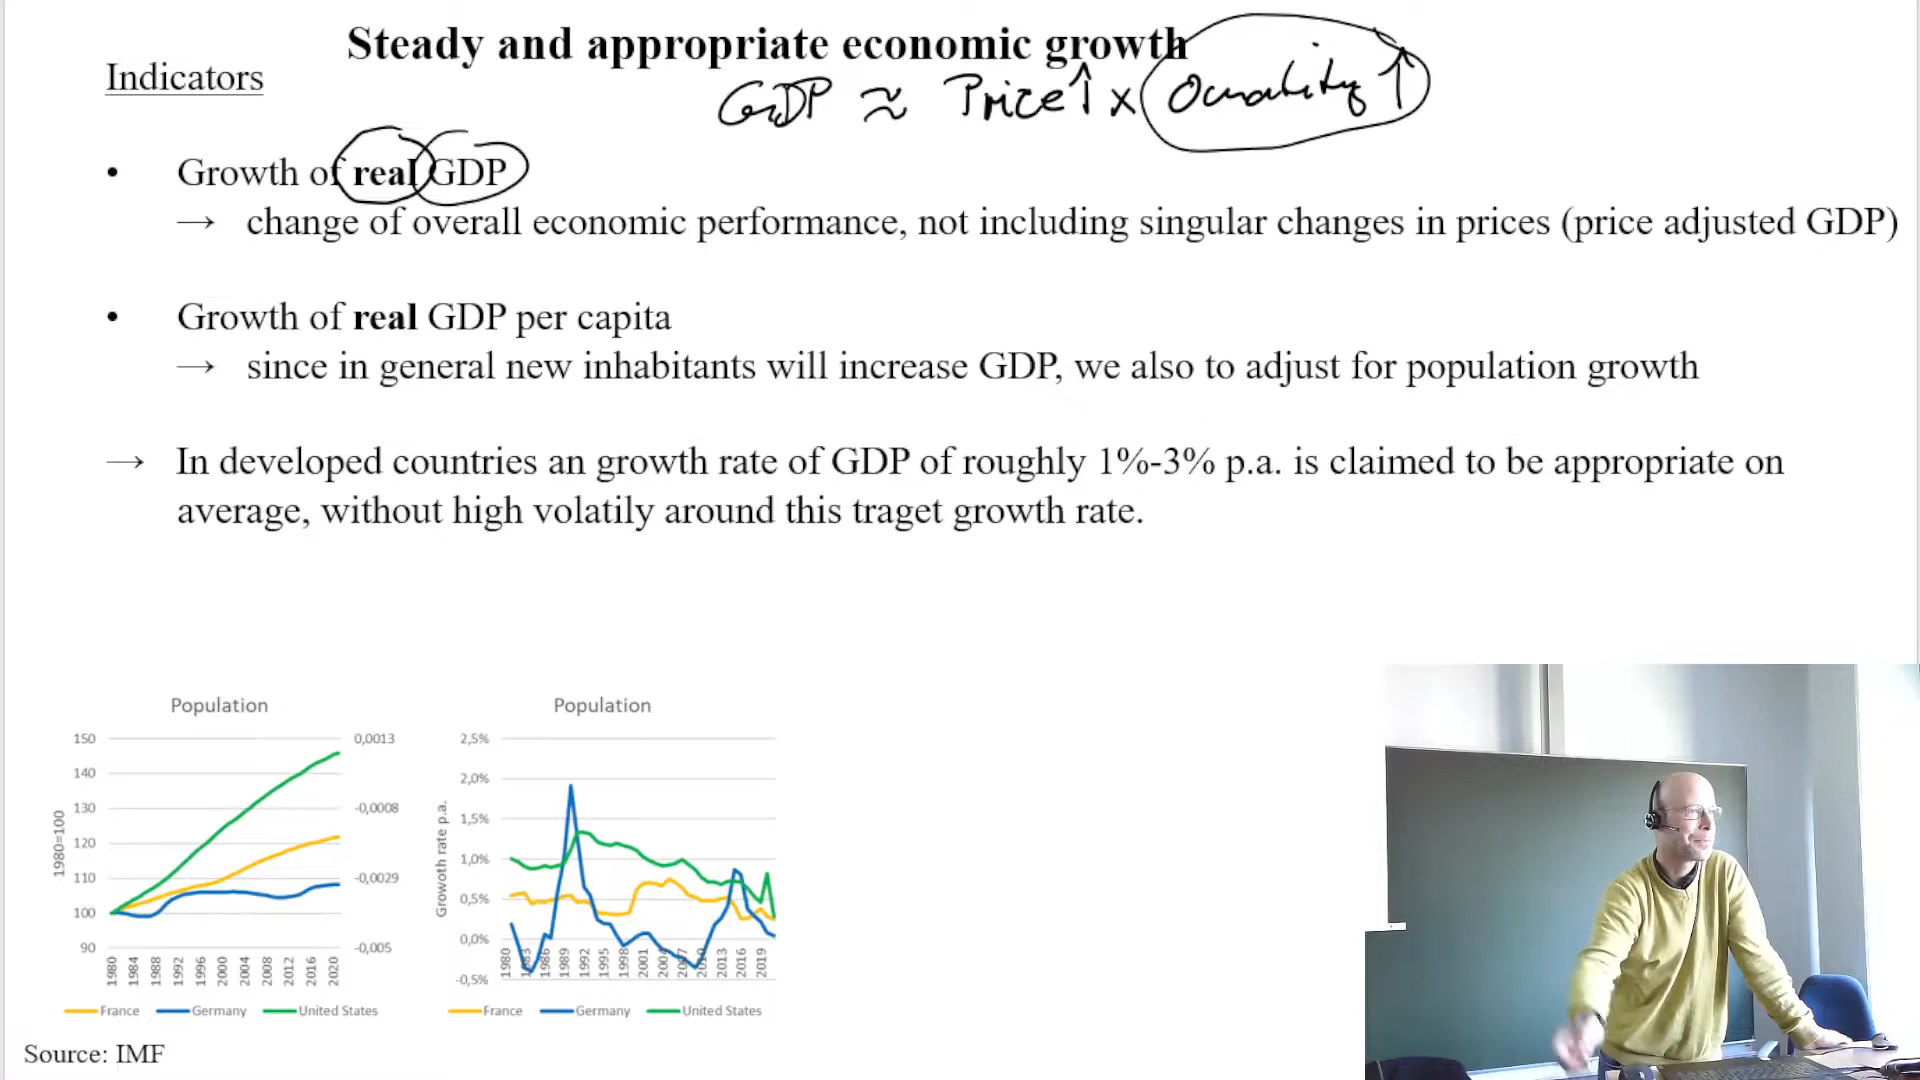 Steady and appropriate economic growth
Indicators
GDP ≈ Price↑ x Quality ↑
• Growth of real GDP
→ change of overall economic performance, not including singular changes in prices (price adjusted GDP)
• Growth of real GDP per capita
→ since in general new inhabitants will increase GDP, we also to adjust for population growth
→ In developed countries an growth rate of GDP of roughly 1%-3% p.a. is claimed to be appropriate on
average, without high volatily around this traget growth rate.
Population
150
140
130
120
110
100
90
1980=100
0,0013
-0,0008
-0,0029
-0,005
1980 1984 1988 1992 1996 2000 2004 2008 2012 2016 2020
France Germany United States
Population
2,5%
2,0%
1,5%
1,0%
0,5%
0,0%
-0,5%
Growoth rate p.a.
1980 1983 1986 1989 1992 1995 1998 2001 2007 2013 2016 2019
France Germany United States
Source: IMF